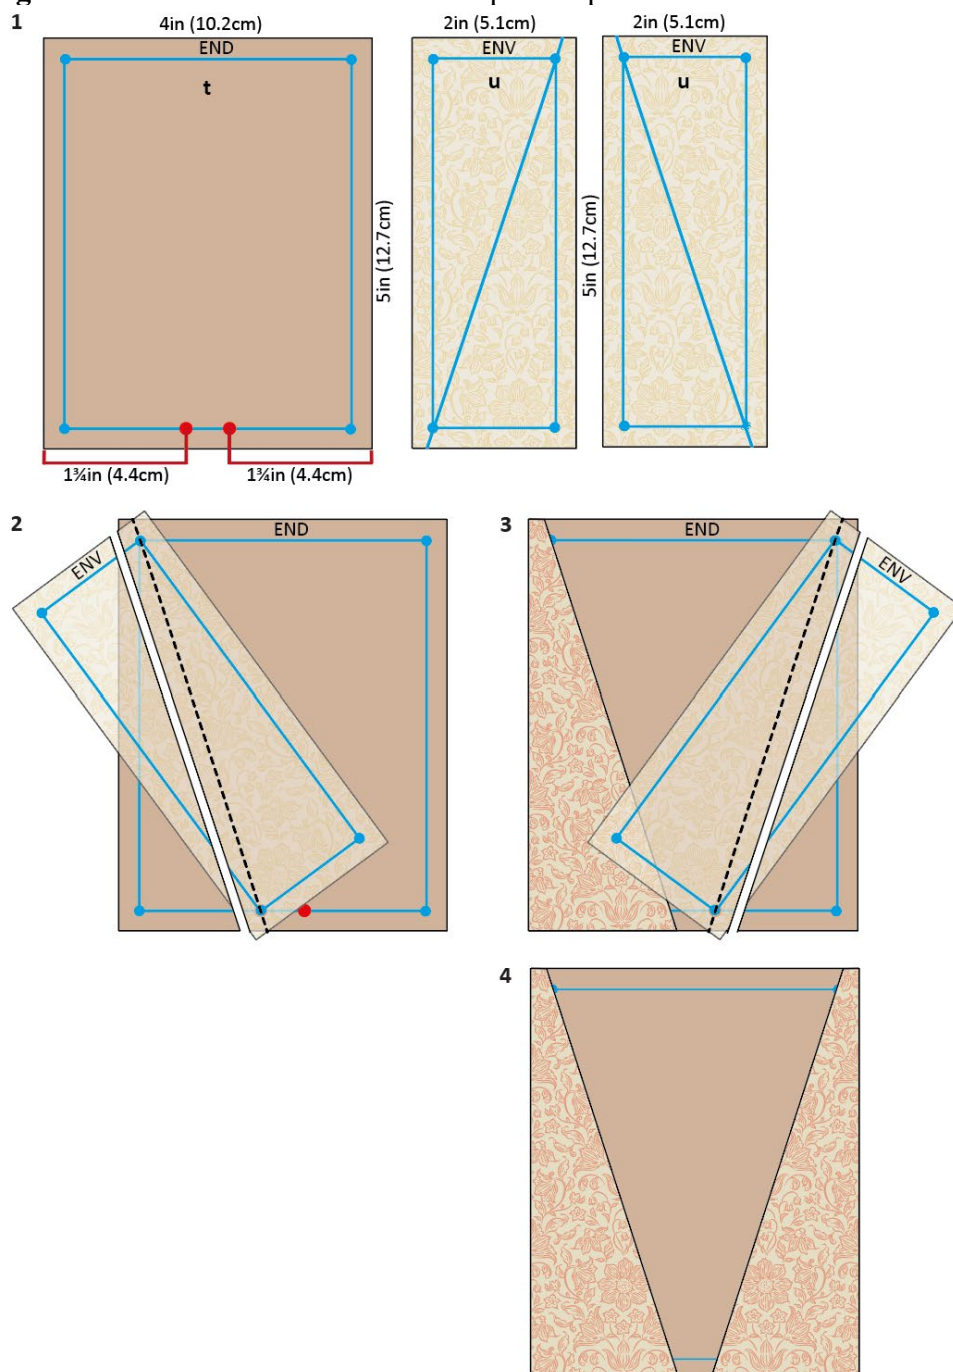 1
4in (10.2cm)
2in (5.1cm)
2in (5.1cm)
END
ENV
ENV
t
u
u
5in (12.7cm)
5in (12.7cm)
1¾in (4.4cm)
1¾in (4.4cm)
2
END
ENV
3
END
ENV
4